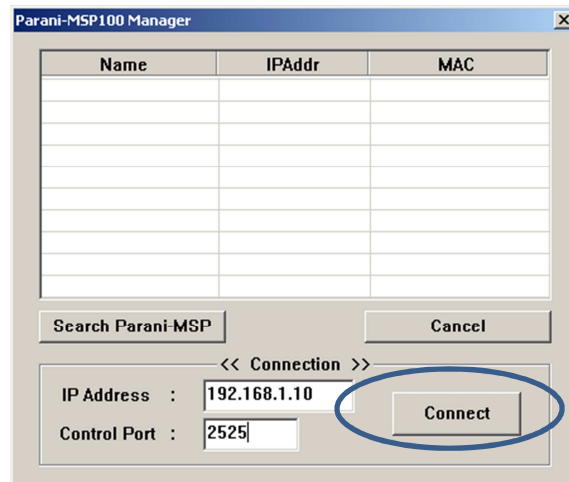 Parani-MSP100 Manager
Name IPAddr MAC
Search Parani-MSP Cancel
<< Connection >>
IP Address : 192.168.1.10
Control Port : 2525
Connect